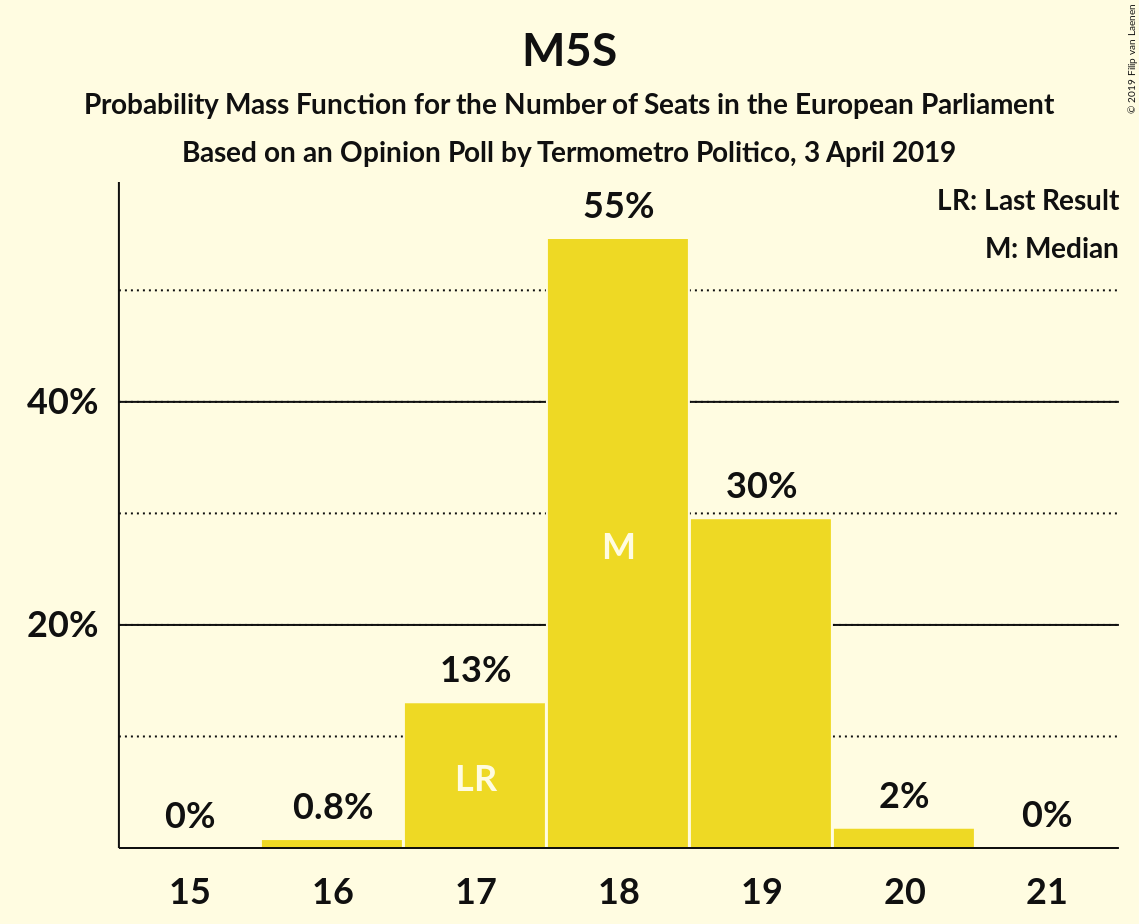 M5S
Probability Mass Function for the Number of Seats in the European Parliament
Based on an Opinion Poll by Termometro Politico, 3 April 2019
© 2019 Filip van Laenen
LR: Last Result
M: Median
55%
40%
30%
M
20%
13%
LR
0%
0.8%
2%
0%
15
16
17
18
19
20
21